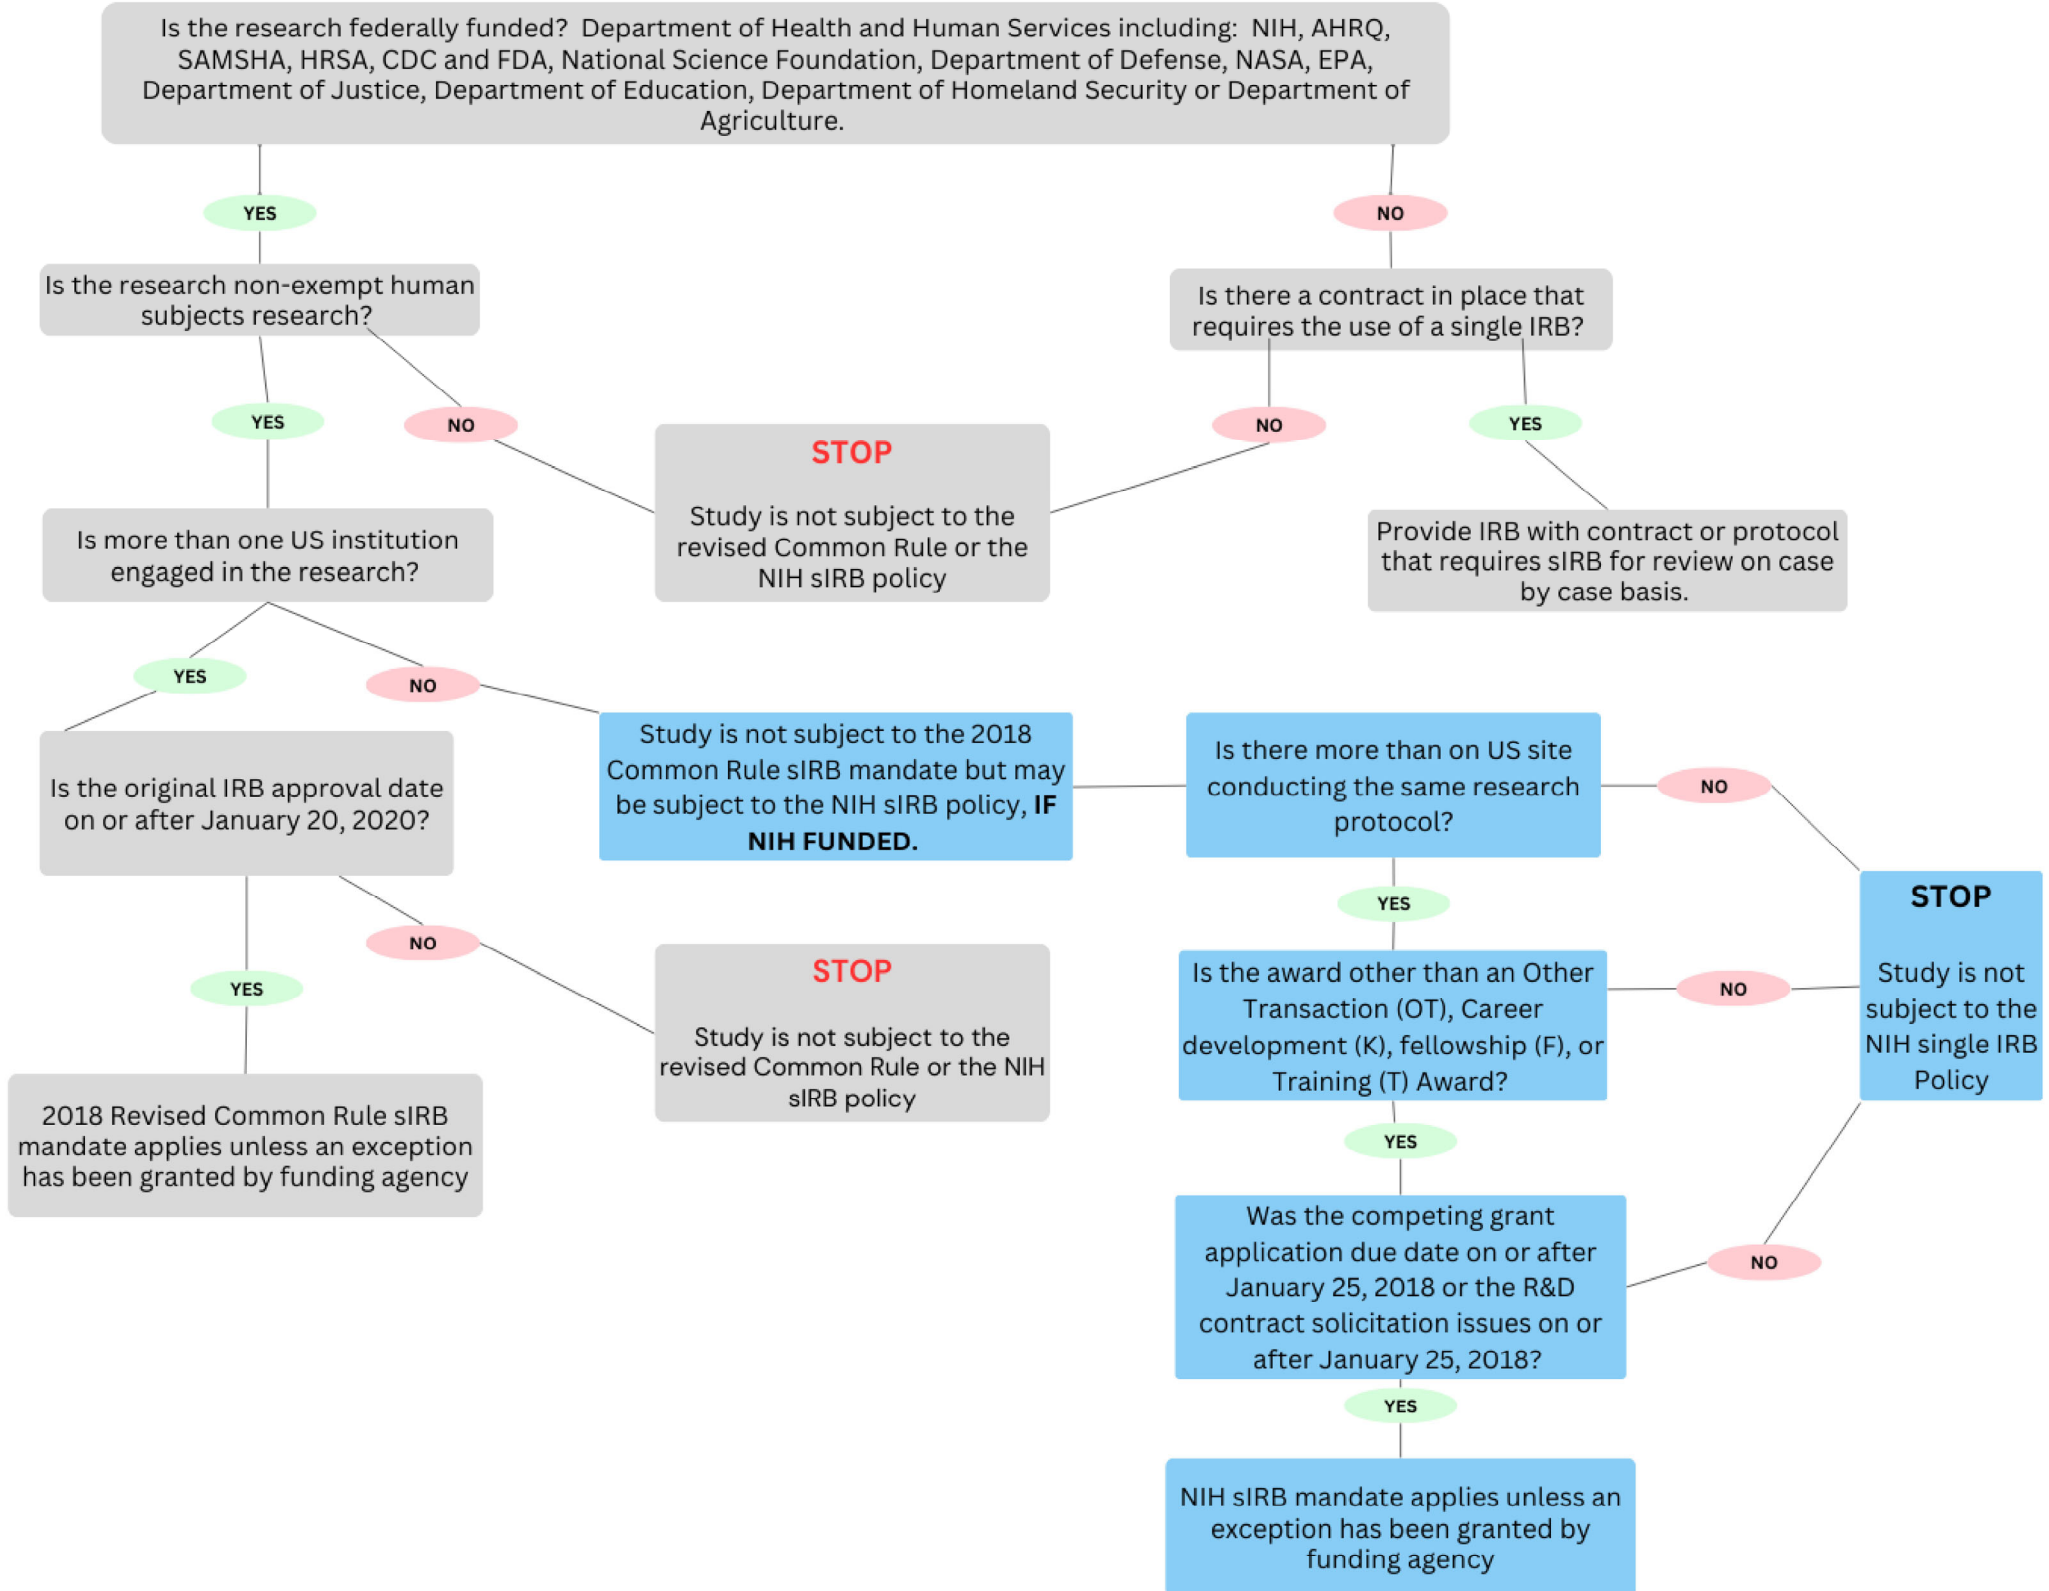 Is the research federally funded?  Department of Health and Human Services including:  NIH, AHRQ,
SAMSHA, HRSA, CDC and FDA, National Science Foundation, Department of Defense, NASA, EPA,
Department of Justice, Department of Education, Department of Homeland Security or Department of
Agriculture.
YES
NO
Is the research non-exempt human
subjects research?
Is there a contract in place that
requires the use of a single IRB?
YES
NO
NO
YES
STOP
Study is not subject to the
revised Common Rule or the
NIH sIRB policy
Is more than one US institution
engaged in the research?
Provide IRB with contract or protocol
that requires sIRB for review on case
by case basis.
YES
NO
Is the original IRB approval date
on or after January 20, 2020?
Study is not subject to the 2018
Common Rule sIRB mandate but may
be subject to the NIH sIRB policy, IF
NIH FUNDED.
Is there more than on US site
conducting the same research
protocol?
NO
YES
STOP
Study is not
subject to the
NIH single IRB
Policy
NO
YES
STOP
Study is not subject to the
revised Common Rule or the NIH
sIRB policy
Is the award other than an Other
Transaction (OT), Career
development (K), fellowship (F), or
Training (T) Award?
NO
2018 Revised Common Rule sIRB
mandate applies unless an exception
has been granted by funding agency
YES
Was the competing grant
application due date on or after
January 25, 2018 or the R&D
contract solicitation issues on or
after January 25, 2018?
NO
YES
NIH sIRB mandate applies unless an
exception has been granted by
funding agency